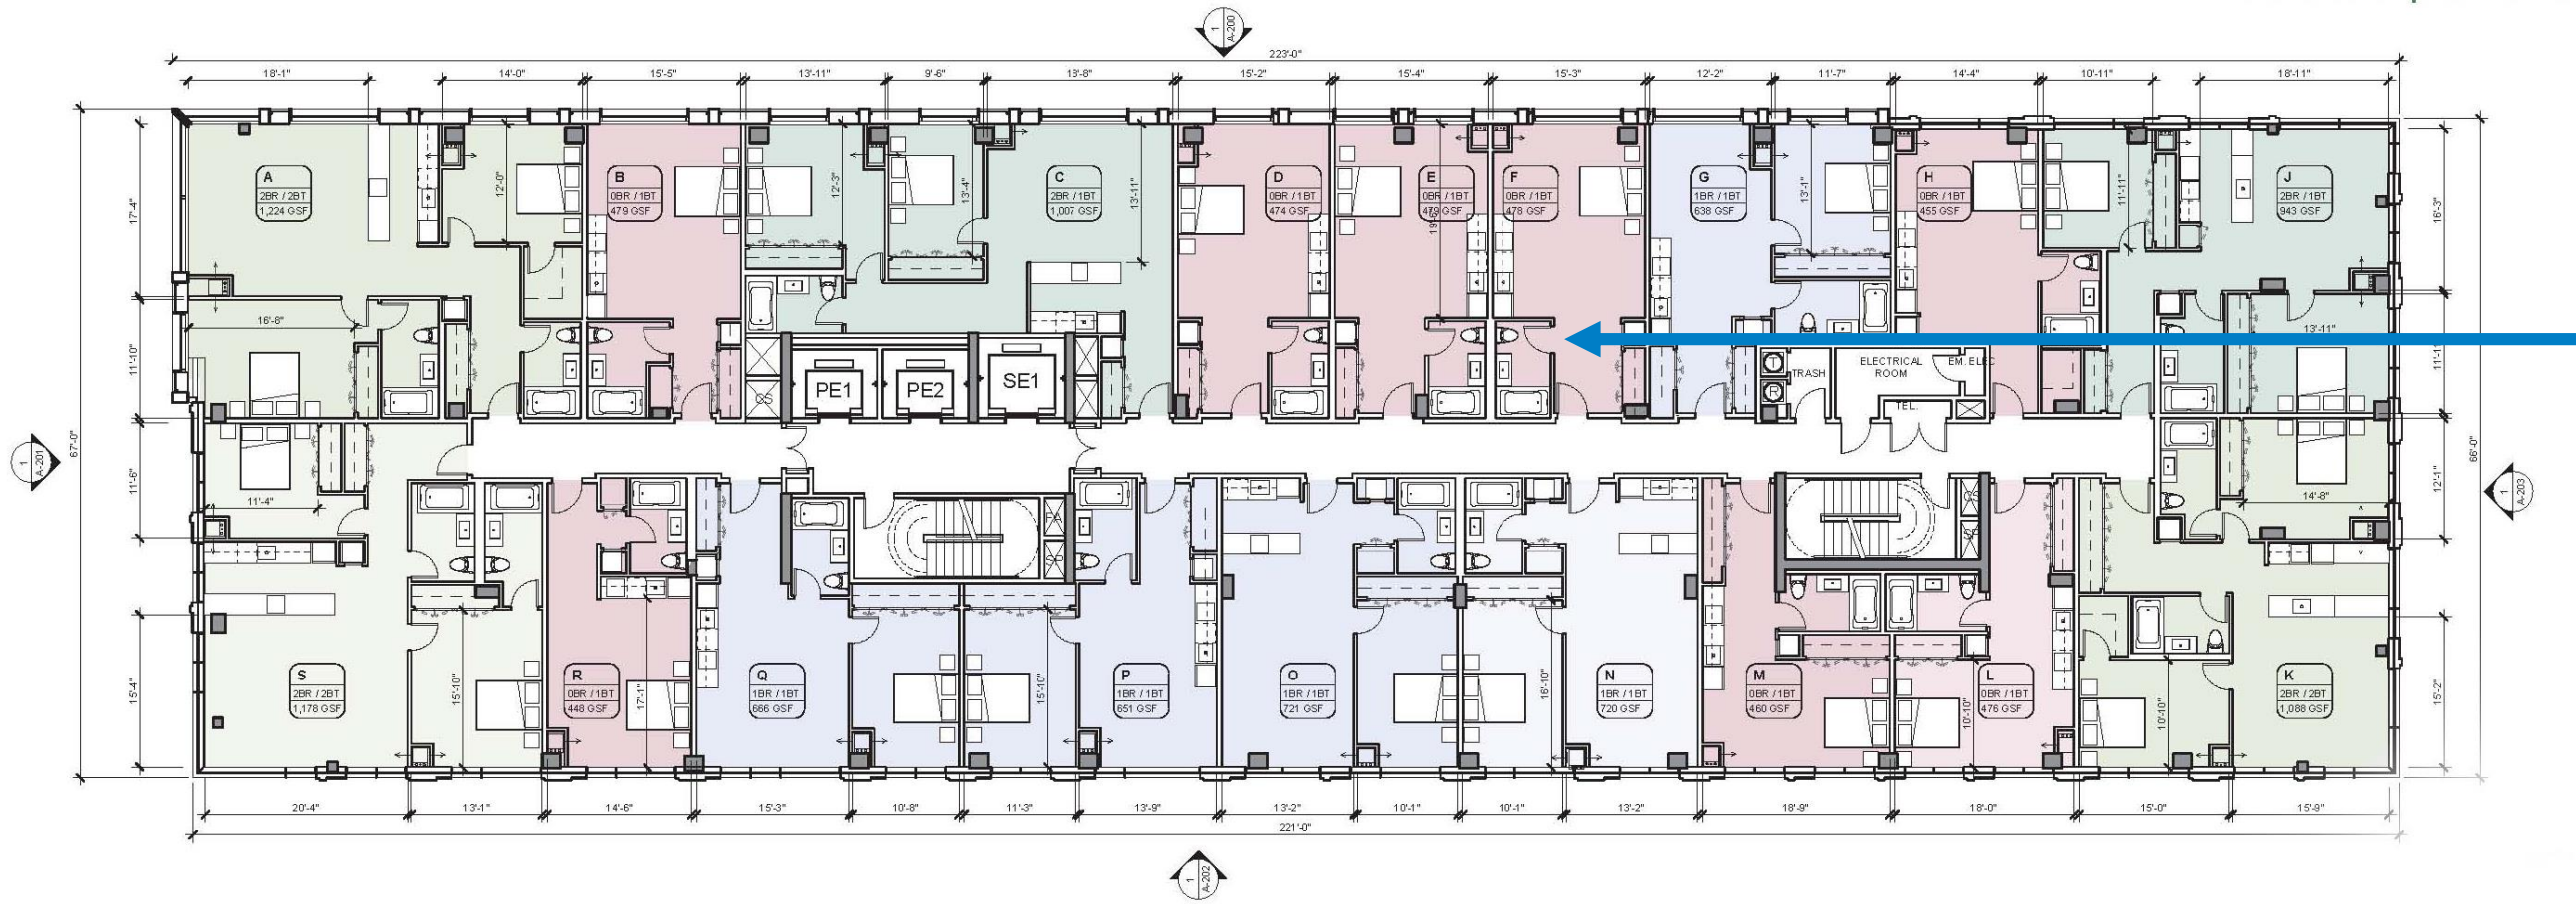 1
A-200
223'-0"
18'-1"
14'-0"
15'-5"
13'-11"
9'-6"
18'-8"
15'-2"
15'-4"
15'-3"
12'-2"
11'-7"
14'-4"
10'-11"
18'-11"
A
2BR / 2BT
1,224 GSF
B
0BR / 1BT
479 GSF
C
2BR / 1BT
1,007 GSF
D
0BR / 1BT
474 GSF
E
0BR / 1BT
479 GSF
F
0BR / 1BT
478 GSF
G
1BR / 1BT
638 GSF
H
0BR / 1BT
455 GSF
J
2BR / 1BT
943 GSF
17'-4"
12'-0"
12'-3"
13'-4"
13'-11"
13'-1"
11'-11"
16'-3"
16'-8"
13'-11"
11'-10"
PE1
PE2
SE1
CS
T
R
TRASH
ELECTRICAL
ROOM
EM. ELEC
TEL.
1
A-201
67'-0"
66'-0"
1
A-203
11'-6"
11'-4"
12'-1"
14'-8"
S
2BR / 2BT
1,178 GSF
R
0BR / 1BT
448 GSF
Q
1BR / 1BT
666 GSF
P
1BR / 1BT
651 GSF
O
1BR / 1BT
721 GSF
N
1BR / 1BT
720 GSF
M
0BR / 1BT
460 GSF
L
0BR / 1BT
476 GSF
K
2BR / 2BT
1,088 GSF
15'-4"
15'-10"
17'-1"
15'-10"
16'-10"
10'-10"
10'-10"
15'-2"
20'-4"
13'-1"
14'-6"
15'-3"
10'-8"
11'-3"
13'-9"
13'-2"
10'-1"
10'-1"
13'-2"
18'-9"
18'-0"
15'-0"
15'-9"
221'-0"
1
A-202